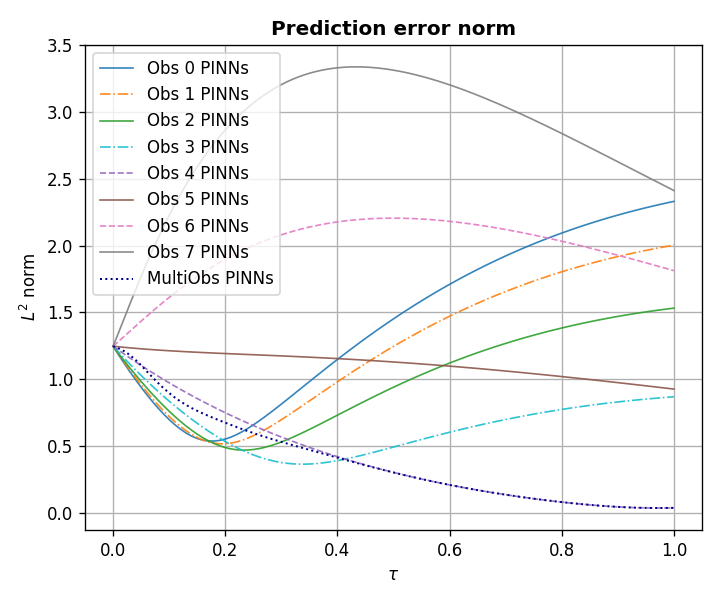 Prediction error norm
3.5
3.0
2.5
2.0
1.5
1.0
0.5
0.0
L² norm
Obs 0 PINNs
Obs 1 PINNs
Obs 2 PINNs
Obs 3 PINNs
Obs 4 PINNs
Obs 5 PINNs
Obs 6 PINNs
Obs 7 PINNs
MultiObs PINNs
0.0 0.2 0.4 0.6 0.8 1.0
τ